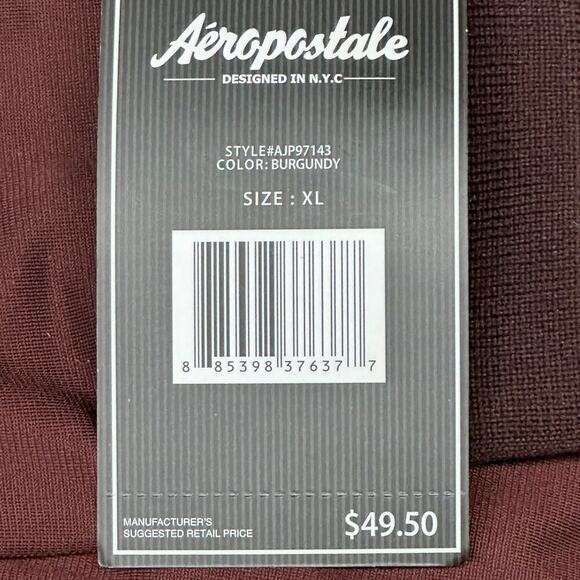 Aéropostale
DESIGNED IN N.Y.C
STYLE#AJP97143
COLOR: BURGUNDY
SIZE : XL
8 85398 37637 7
MANUFACTURER'S
SUGGESTED RETAIL PRICE
$49.50